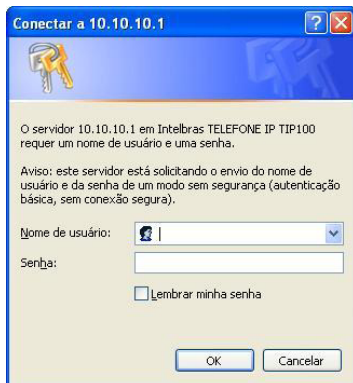 Conectar a 10.10.10.1
O servidor 10.10.10.1 em Intelbras TELEFONE IP TIP100
requer um nome de usuário e uma senha.
Aviso: este servidor está solicitando o envio do nome de
usuário e da senha de um modo sem segurança (autenticação
básica, sem conexão segura).
Nome de usuário:
Senha:
Lembrar minha senha
OK Cancelar